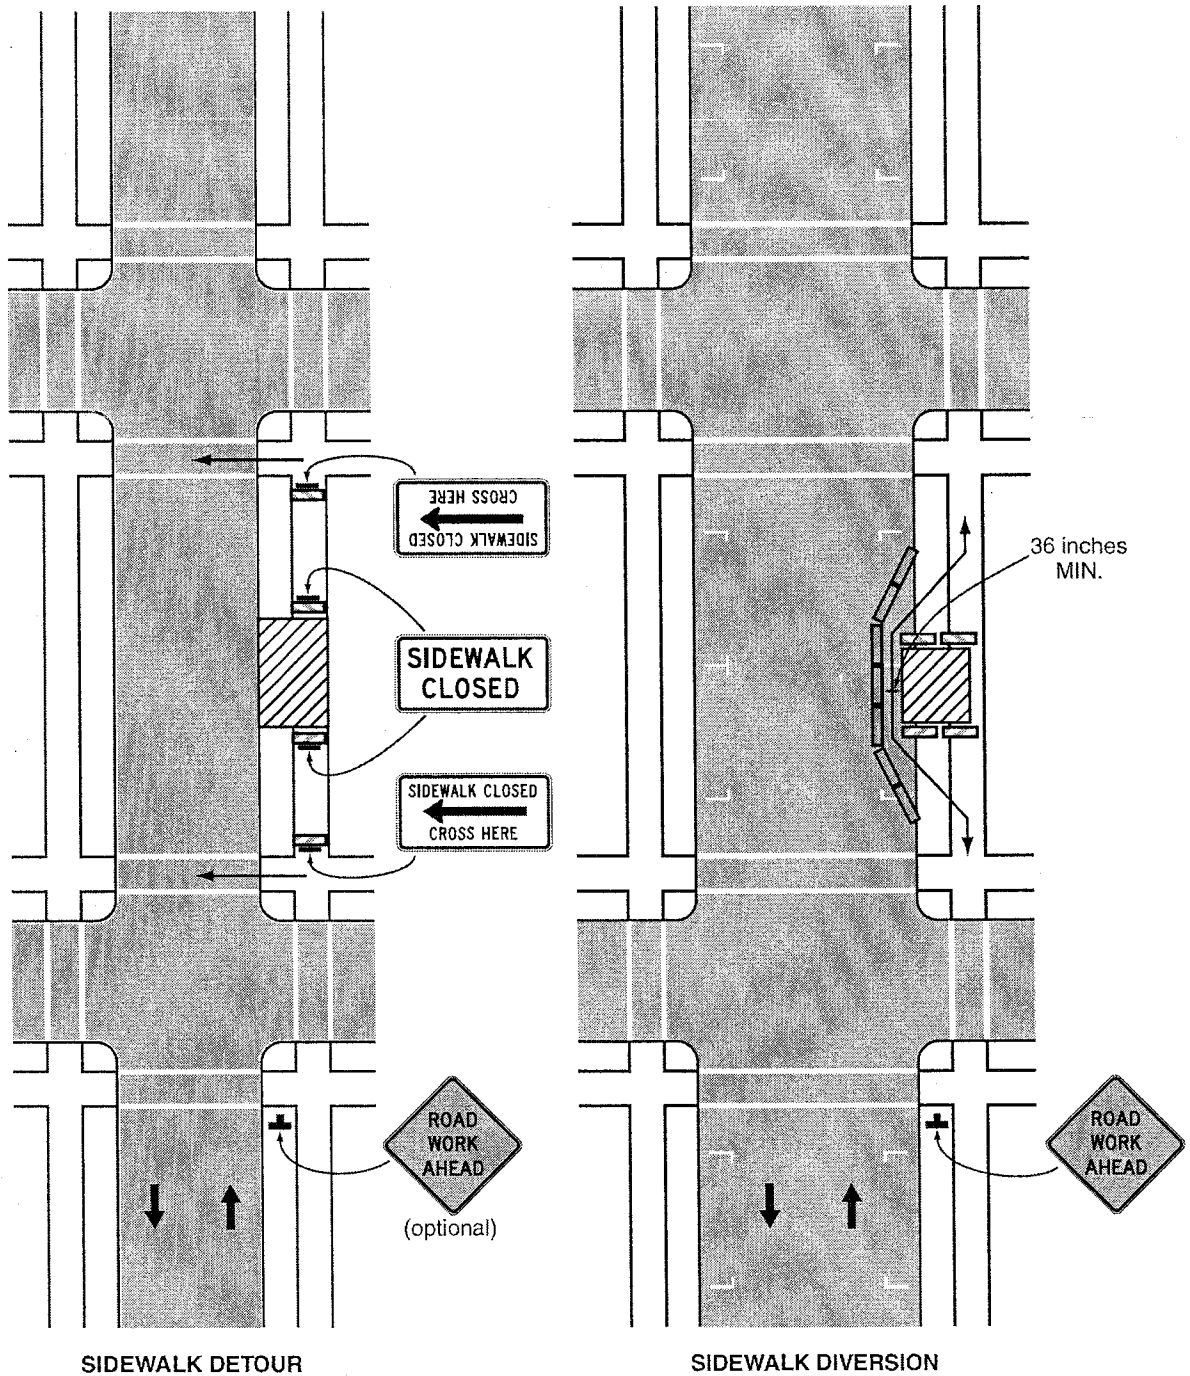 SIDEWALK CLOSED
CROSS HERE
SIDEWALK
CLOSED
SIDEWALK CLOSED
CROSS HERE
ROAD
WORK
AHEAD
(optional)
SIDEWALK DETOUR
36 inches
MIN.
ROAD
WORK
AHEAD
SIDEWALK DIVERSION